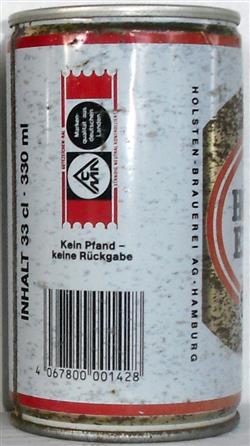 INHALT 33 cl - 330 ml
Marken-
qualität aus
deutschen
Landen
CMA
Kein Pfand –
keine Rückgabe
4 067800 001428
HOLSTEN-BRAUEREI AG·HAMBURG